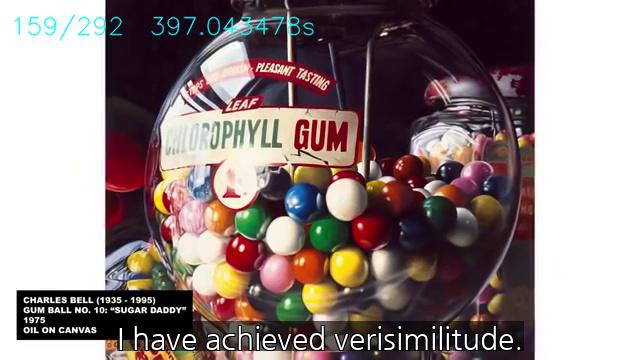 159/292 397.043478s
PLEASANT TASTING
LEAF
CHLOROPHYLL GUM
CHARLES BELL (1935 - 1995)
GUM BALL NO. 10: “SUGAR DADDY”
1975
OIL ON CANVAS
I have achieved verisimilitude.